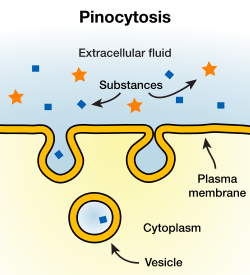 Pinocytosis
Extracellular fluid
Substances
Plasma
membrane
Cytoplasm
Vesicle